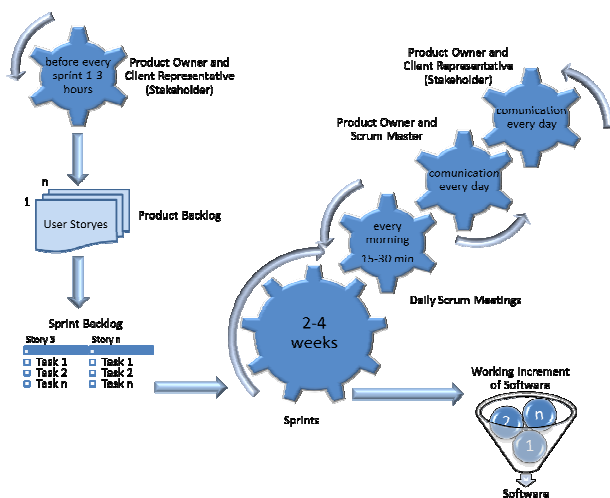 before every
sprint 1-3
hours
Product Owner and
Client Representative
(Stakeholder)
n
1
User Storyes
Product Backlog
Sprint Backlog
Story 3 Story n
Task 1 Task 1
Task 2 Task 2
Task n Task n
Product Owner and
Client Representative
(Stakeholder)
comunication
every day
Product Owner and
Scrum Master
comunication
every day
every
morning
15-30 min
Daily Scrum Meetings
2-4
weeks
Sprints
Working Increment
of Software
2 n
1
Software